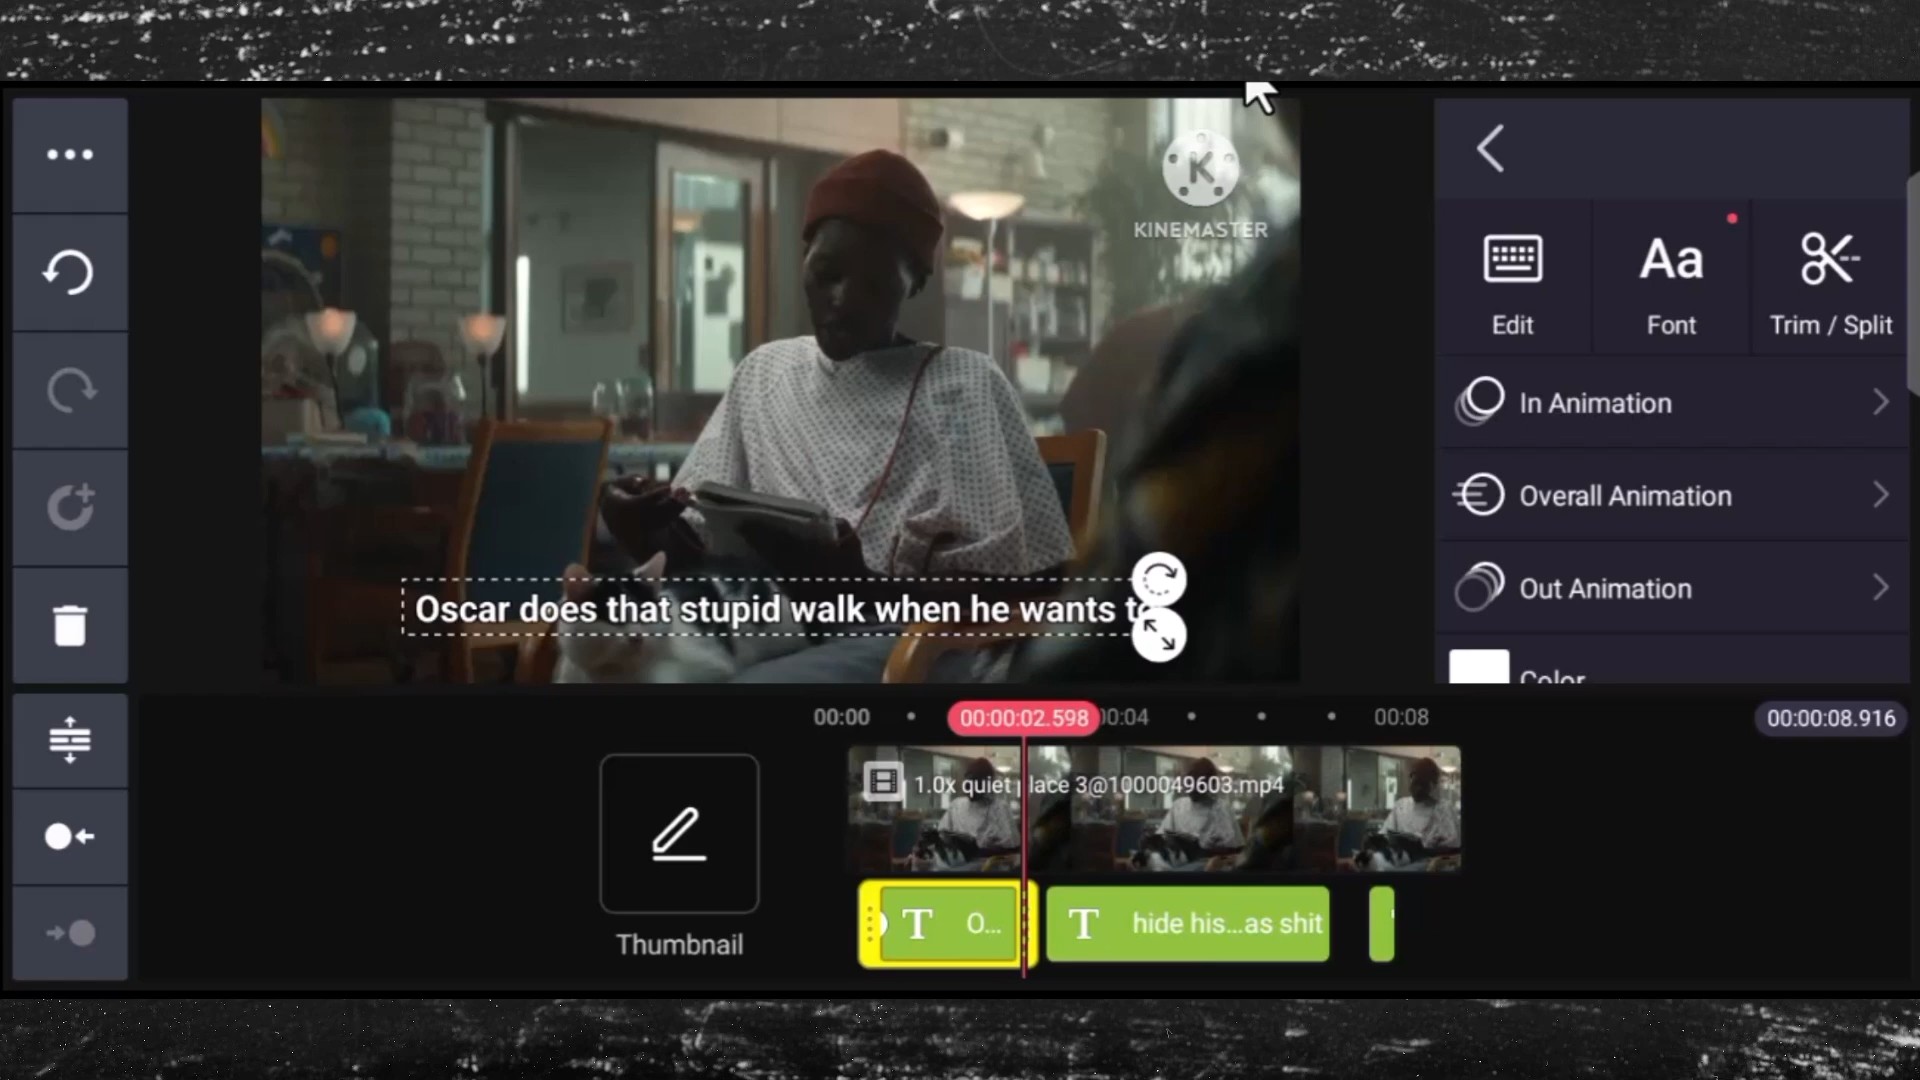 K
KINEMASTER
Edit
Aa
Font
Trim / Split
In Animation
Overall Animation
Out Animation
Color
Oscar does that stupid walk when he wants to
00:00
00:00:02.598
00:04
00:08
00:00:08.916
1.0x quiet place 3@1000049603.mp4
Thumbnail
T O...
T hide his...as shit